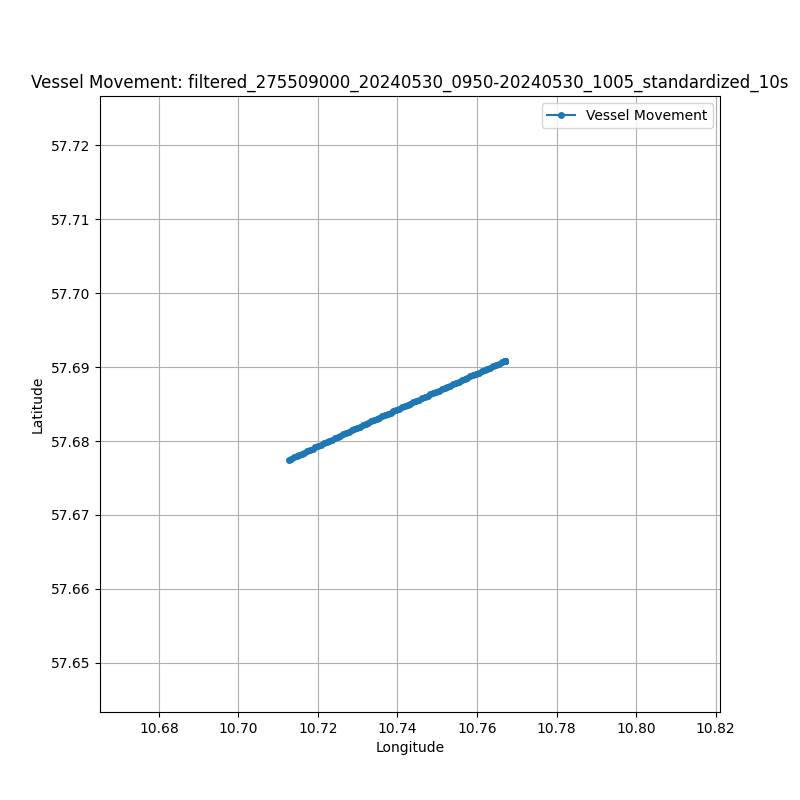 Vessel Movement: filtered_275509000_20240530_0950-20240530_1005_standardized_10s
Vessel Movement
57.72
57.71
57.70
57.69
57.68
57.67
57.66
57.65
Latitude
10.68 10.70 10.72 10.74 10.76 10.78 10.80 10.82
Longitude